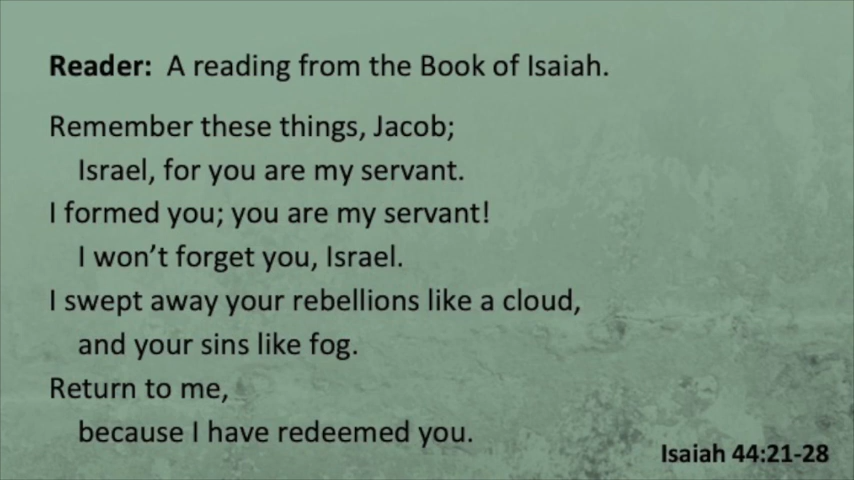 Reader: A reading from the Book of Isaiah.
Remember these things, Jacob;
Israel, for you are my servant.
I formed you; you are my servant!
I won’t forget you, Israel.
I swept away your rebellions like a cloud,
and your sins like fog.
Return to me,
because I have redeemed you.
Isaiah 44:21-28